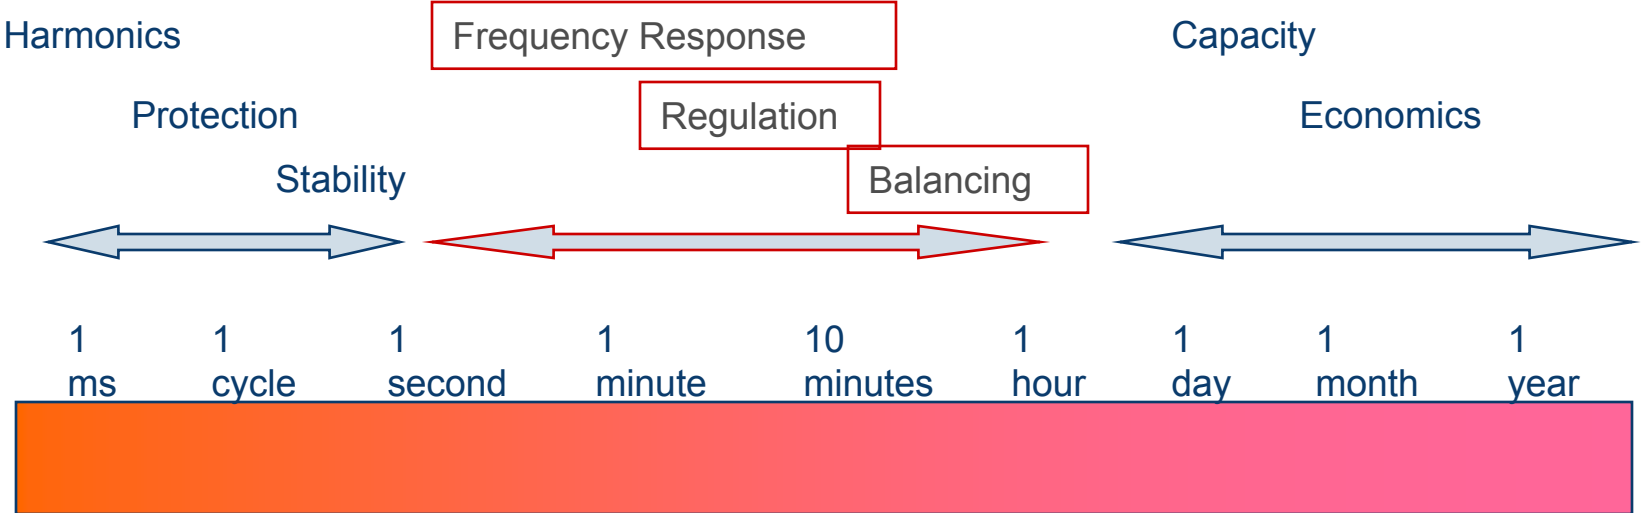 Harmonics
Frequency Response
Capacity
Protection
Regulation
Economics
Stability
Balancing
1 ms
1 cycle
1 second
1 minute
10 minutes
1 hour
1 day
1 month
1 year